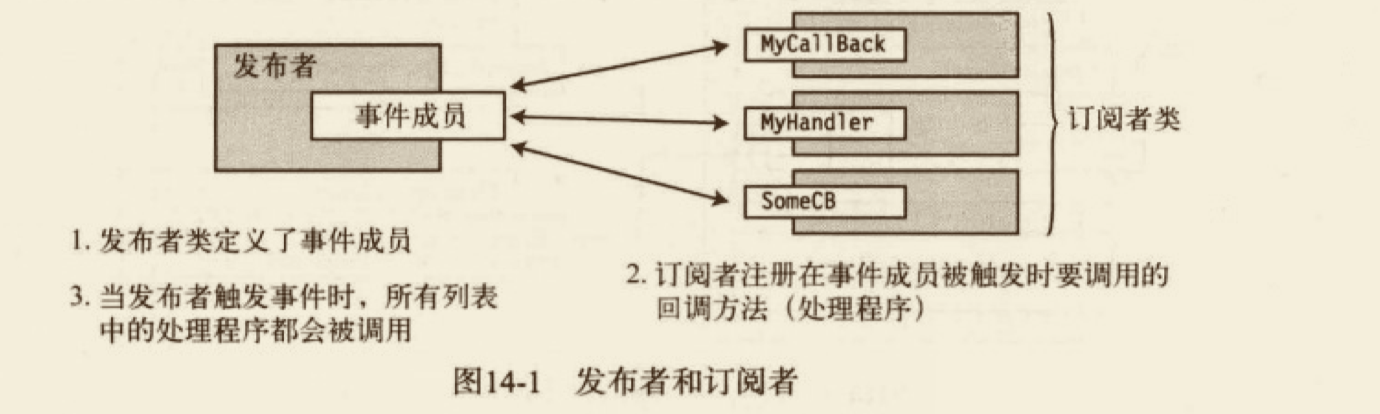 发布者
事件成员
MyCallBack
MyHandler
SomeCB
订阅者类
1. 发布者类定义了事件成员
3. 当发布者触发事件时，所有列表
中的处理程序都会被调用
2. 订阅者注册在事件成员被触发时要调用的
回调方法（处理程序）
图14-1 发布者和订阅者